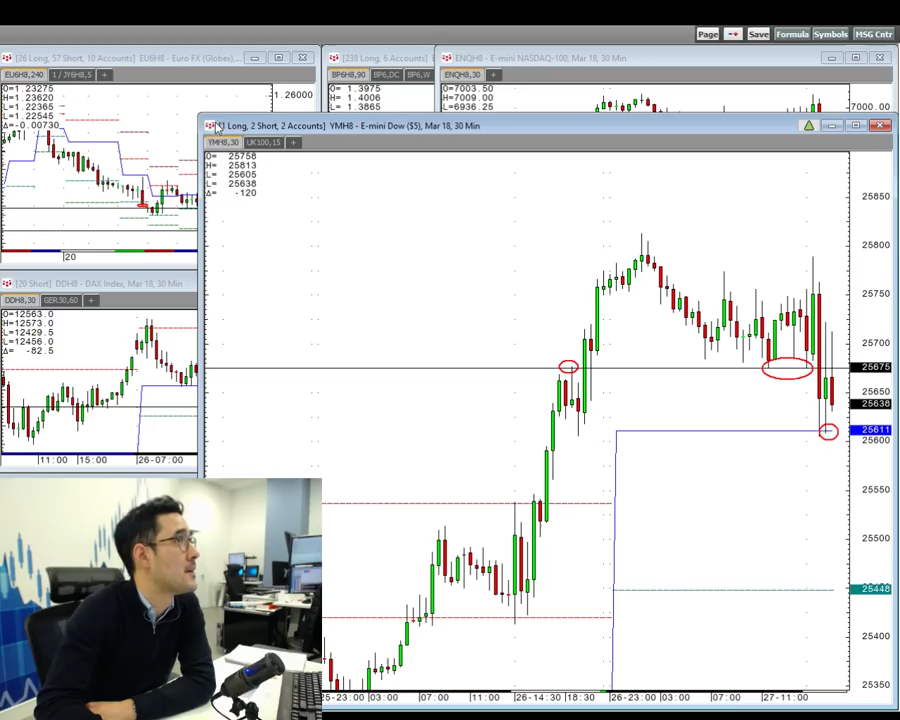 Page
Save
Formula
Symbols
MSG Cntr
[26 Long, 57 Short, 10 Accounts] EU6H8 - Euro FX (Globex),...
EU6H8,240
1 / JY6H8,5
+
O= 1.23275
H= 1.23620
L= 1.22365
L= 1.22545
Δ=-0.00730
1.26000
20
[238 Long, 6 Accounts]
BP6H8,90
BP6,DC
BP6,W
O= 1.3975
H= 1.4006
L= 1.3865
ENQH8 - E-mini NASDAQ-100, Mar 18, 30 Min
ENQH8,30
+
O=7003.50
H=7009.00
L=6936.25
7000.00
Long, 2 Short, 2 Accounts] YMH8 - E-mini Dow ($5), Mar 18, 30 Min
YMH8,30
UK100,15
+
O= 25758
H= 25813
L= 25605
L= 25638
Δ= -120
25850
25800
25750
25700
25675
25650
25638
25611
25600
25550
25500
25448
25400
25350
25-23:00
03:00
07:00
11:00
26-14:30
18:30
26-23:00
03:00
07:00
27-11:00
[20 Short] - DDH8 - DAX Index, Mar 18, 30 Min
DDH8,30
GER30,60
+
O=12563.0
H=12573.0
L=12429.5
L=12456.0
Δ= -82.5
11:00
15:00
26-07:00